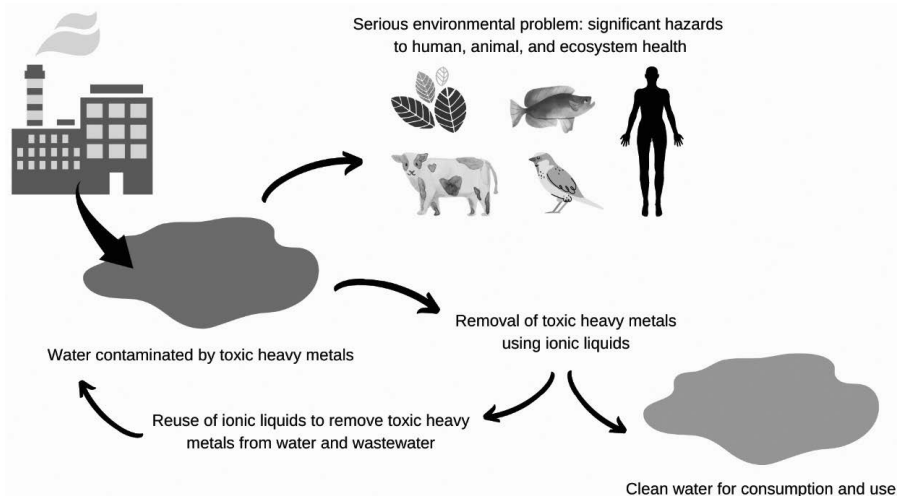 Serious environmental problem: significant hazards
to human, animal, and ecosystem health
Removal of toxic heavy metals
using ionic liquids
Water contaminated by toxic heavy metals
Reuse of ionic liquids to remove toxic heavy
metals from water and wastewater
Clean water for consumption and use